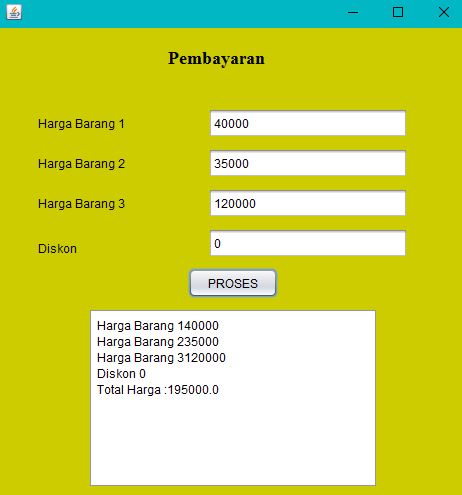 Pembayaran
Harga Barang 1 40000
Harga Barang 2 35000
Harga Barang 3 120000
Diskon 0
PROSES
Harga Barang 140000
Harga Barang 235000
Harga Barang 3120000
Diskon 0
Total Harga :195000.0